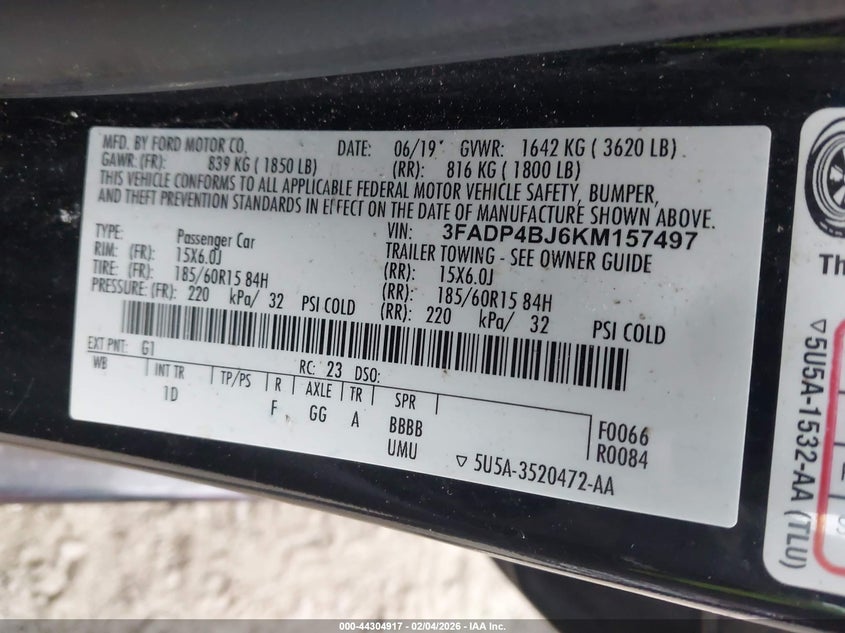 MFD. BY FORD MOTOR CO. DATE: 06/19 GVWR: 1642 KG ( 3620 LB)
GAWR: (FR): 839 KG ( 1850 LB) (RR): 816 KG ( 1800 LB)
THIS VEHICLE CONFORMS TO ALL APPLICABLE FEDERAL MOTOR VEHICLE SAFETY, BUMPER,
AND THEFT PREVENTION STANDARDS IN EFFECT ON THE DATE OF MANUFACTURE SHOWN ABOVE.
VIN: 3FADP4BJ6KM157497
TYPE: Passenger Car TRAILER TOWING - SEE OWNER GUIDE
RIM: (FR): 15X6.0J (RR): 15X6.0J
TIRE: (FR): 185/60R15 84H (RR): 185/60R15 84H
PRESSURE: (FR): 220 kPa/ 32 PSI COLD (RR): 220 kPa/ 32 PSI COLD
EXT PNT: G1 RC: 23 DSO:
WB INT TR TP/PS R AXLE TR SPR
1D F GG A BBBB F0066
UMU R0084
▽ 5U5A-3520472-AA
Th
▽5U5A-1532-AA (TLU)
000-44304917 - 02/04/2026 - IAA Inc.